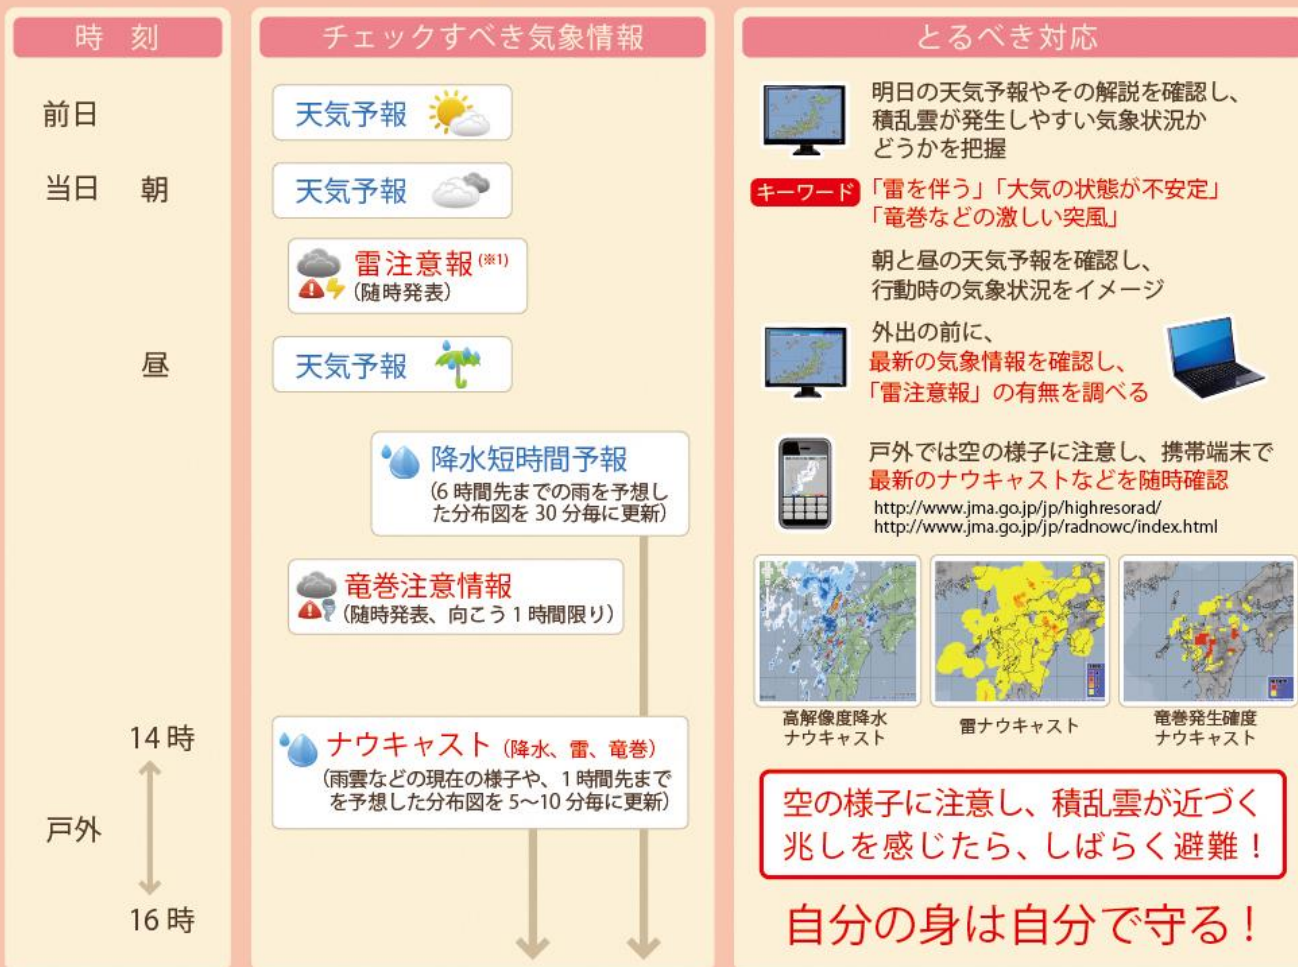 時 刻
チェックすべき気象情報
とるべき対応
前日
天気予報
明日の天気予報やその解説を確認し、
積乱雲が発生しやすい気象状況か
どうかを把握
当日 朝
天気予報
キーワード 「雷を伴う」「大気の状態が不安定」
「竜巻などの激しい突風」
雷注意報(※1)
(随時発表)
朝と昼の天気予報を確認し、
行動時の気象状況をイメージ
昼
天気予報
外出の前に、
最新の気象情報を確認し、
「雷注意報」の有無を調べる
降水短時間予報
(6 時間先までの雨を予想し
た分布図を 30 分毎に更新)
戸外では空の様子に注意し、携帯端末で
最新のナウキャストなどを随時確認
http://www.jma.go.jp/jp/highresorad/
http://www.jma.go.jp/jp/radnowc/index.html
竜巻注意情報
(随時発表、向こう 1 時間限り)
高解像度降水
ナウキャスト
雷ナウキャスト
竜巻発生確度
ナウキャスト
14 時
戸外
16 時
ナウキャスト (降水、雷、竜巻)
(雨雲などの現在の様子や、1 時間先まで
を予想した分布図を 5〜10 分毎に更新)
空の様子に注意し、積乱雲が近づく
兆しを感じたら、しばらく避難！
自分の身は自分で守る！